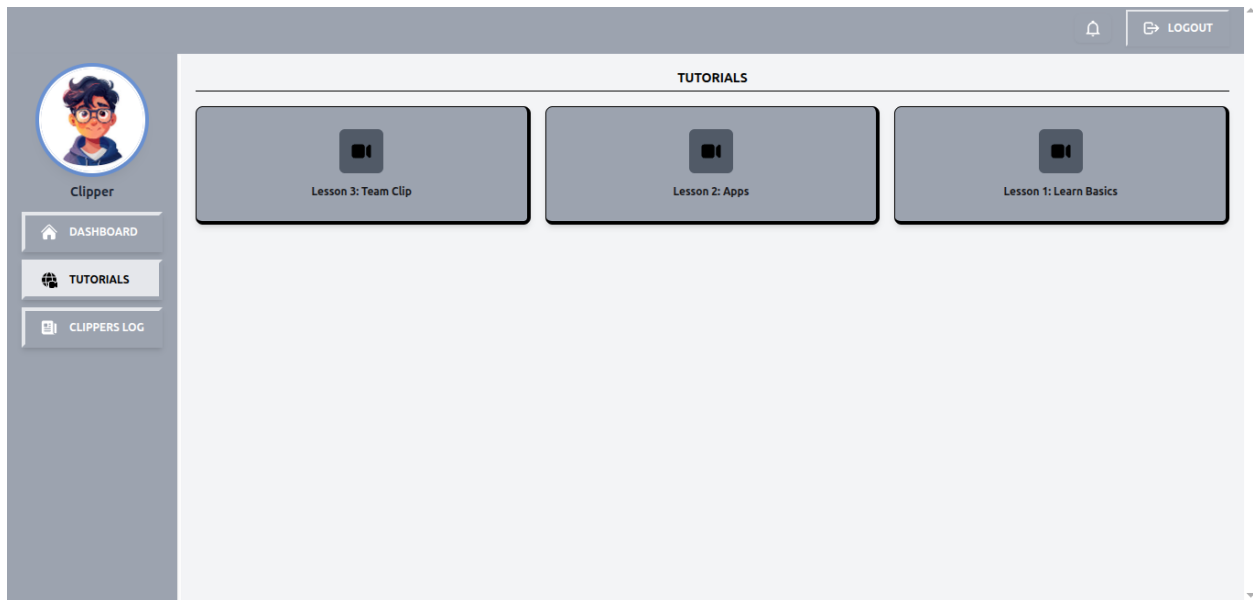 LOGOUT
Clipper
DASHBOARD
TUTORIALS
CLIPPERS LOG
TUTORIALS
Lesson 3: Team Clip
Lesson 2: Apps
Lesson 1: Learn Basics